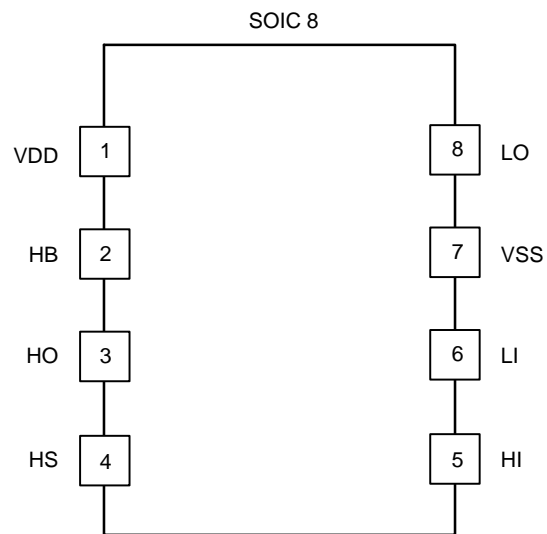 SOIC 8
VDD 1 8 LO
HB 2 7 VSS
HO 3 6 LI
HS 4 5 HI